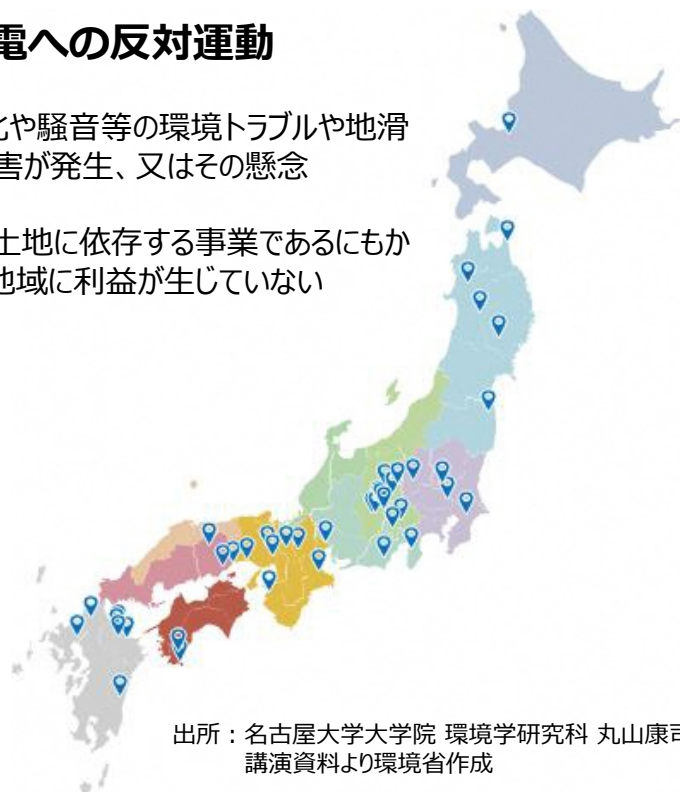 電への反対運動
化や騒音等の環境トラブルや地滑
害が発生、又はその懸念
土地に依存する事業であるにもか
地域に利益が生じていない
出所：名古屋大学大学院 環境学研究科 丸山康司
講演資料より環境省作成